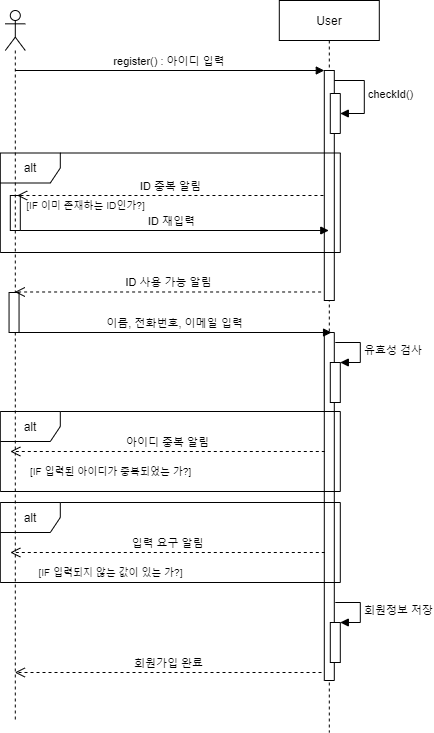 User
register() : 아이디 입력
checkId()
alt
ID 중복 알림
[IF 이미 존재하는 ID인가?]
ID 재입력
ID 사용 가능 알림
이름, 전화번호, 이메일 입력
유효성 검사
alt
아이디 중복 알림
[IF 입력된 아이디가 중복되었는 가?]
alt
입력 요구 알림
[IF 입력되지 않는 값이 있는 가?]
회원정보 저장
회원가입 완료